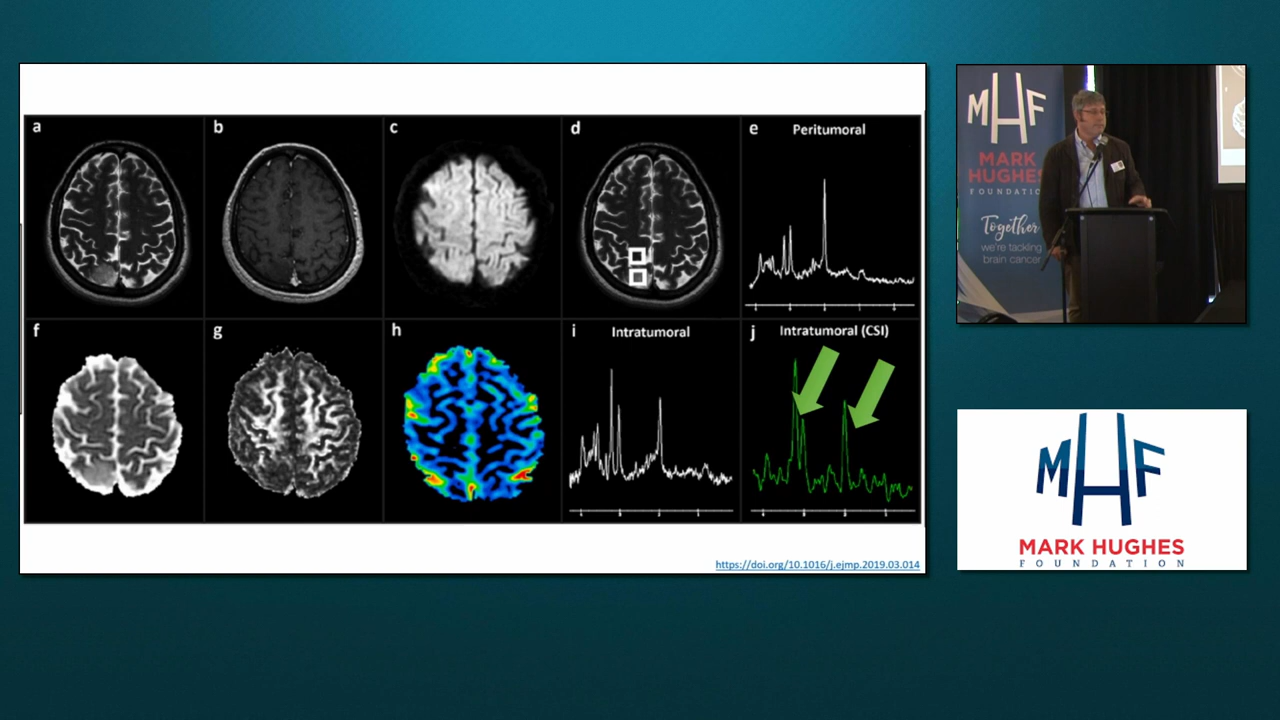 a
b
c
d
e
Peritumoral
f
g
h
i
Intratumoral
j
Intratumoral (CSI)
https://doi.org/10.1016/j.ejmp.2019.03.014
MHF
MARK
HUGHES
FOUNDATIO
Together
we're tackling
brain cancer
MHF
MARK HUGHES
FOUNDATION